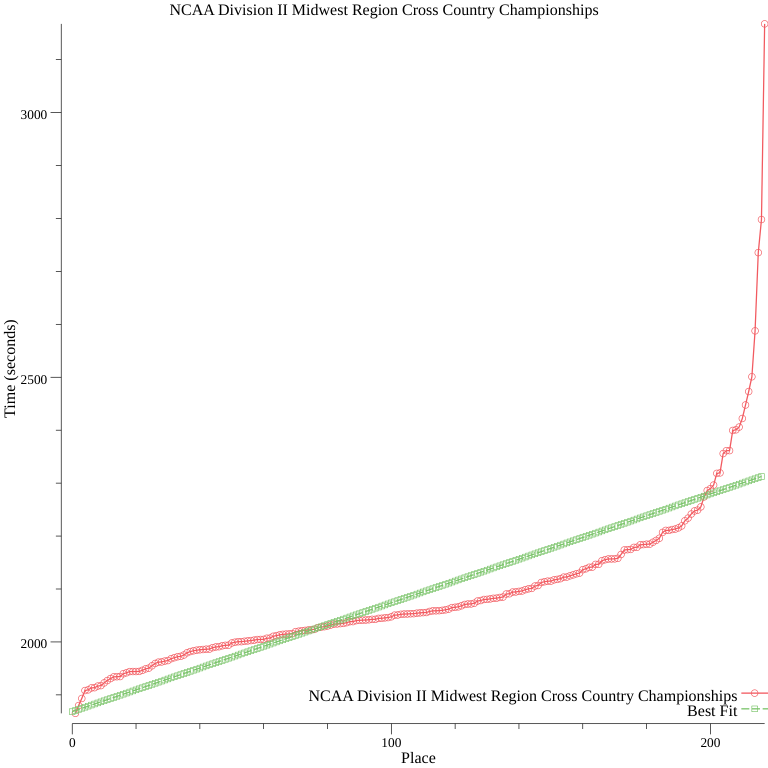 NCAA Division II Midwest Region Cross Country Championships
3000
2500
2000
Time (seconds)
NCAA Division II Midwest Region Cross Country Championships
Best Fit
0
100
200
Place